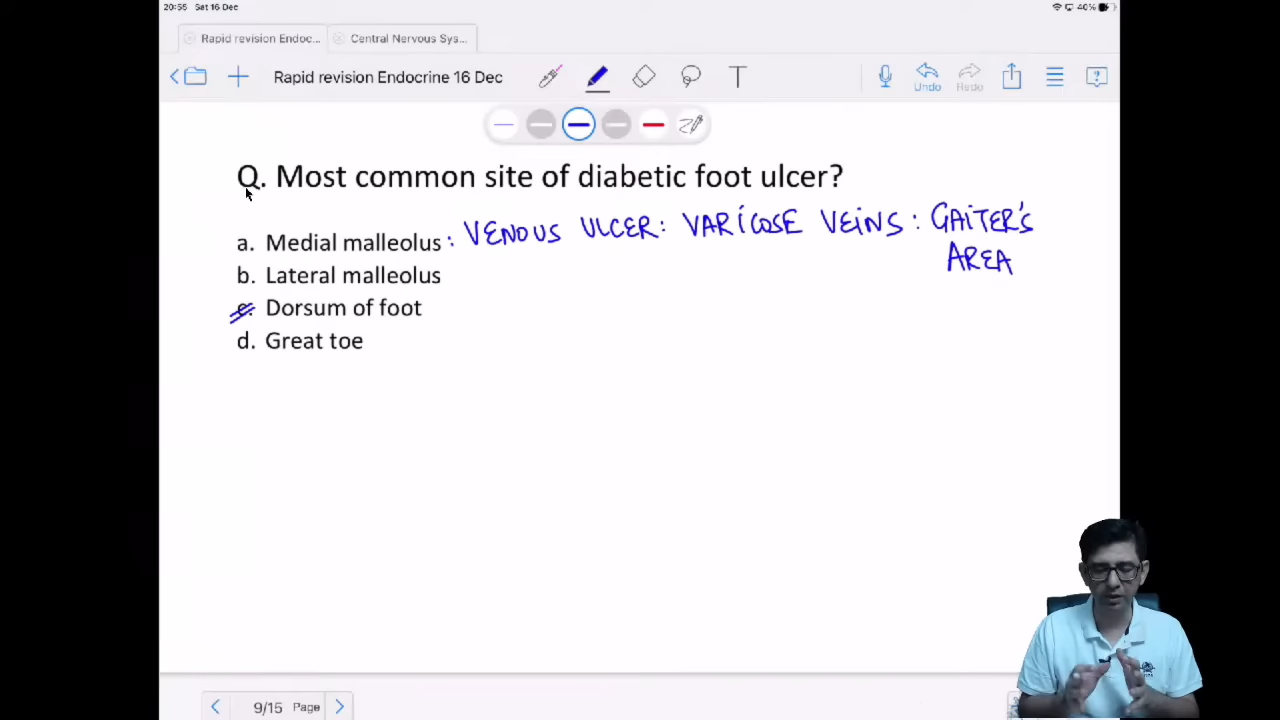 20:55 Sat 16 Dec
40%
Rapid revision Endoc...
Central Nervous Sys...
Rapid revision Endocrine 16 Dec
T
Undo
Redo
Q. Most common site of diabetic foot ulcer?
a. Medial malleolus : VENOUS ULCER: VARICOSE VEINS : GAITER'S
AREA
b. Lateral malleolus
c. Dorsum of foot
d. Great toe
9/15 Page